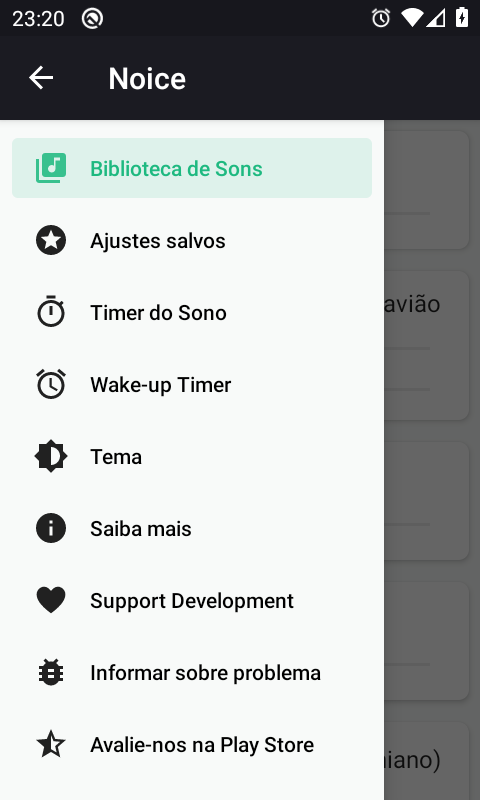 23:20
Noice
Biblioteca de Sons
Ajustes salvos
avião
Timer do Sono
Wake-up Timer
Tema
Saiba mais
Support Development
Informar sobre problema
Avalie-nos na Play Store
iano)